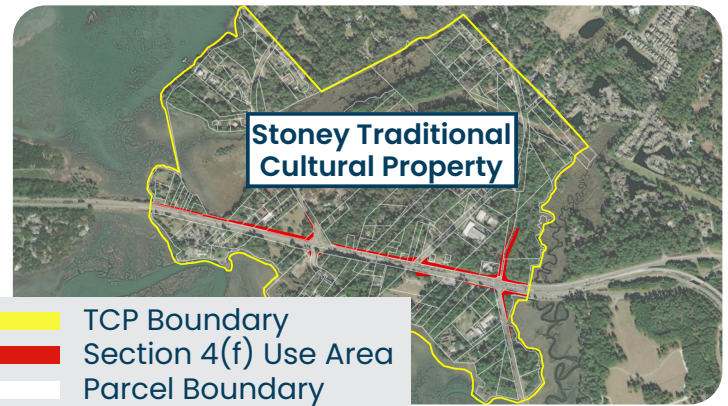 Stoney Traditional
Cultural Property
TCP Boundary
Section 4(f) Use Area
Parcel Boundary